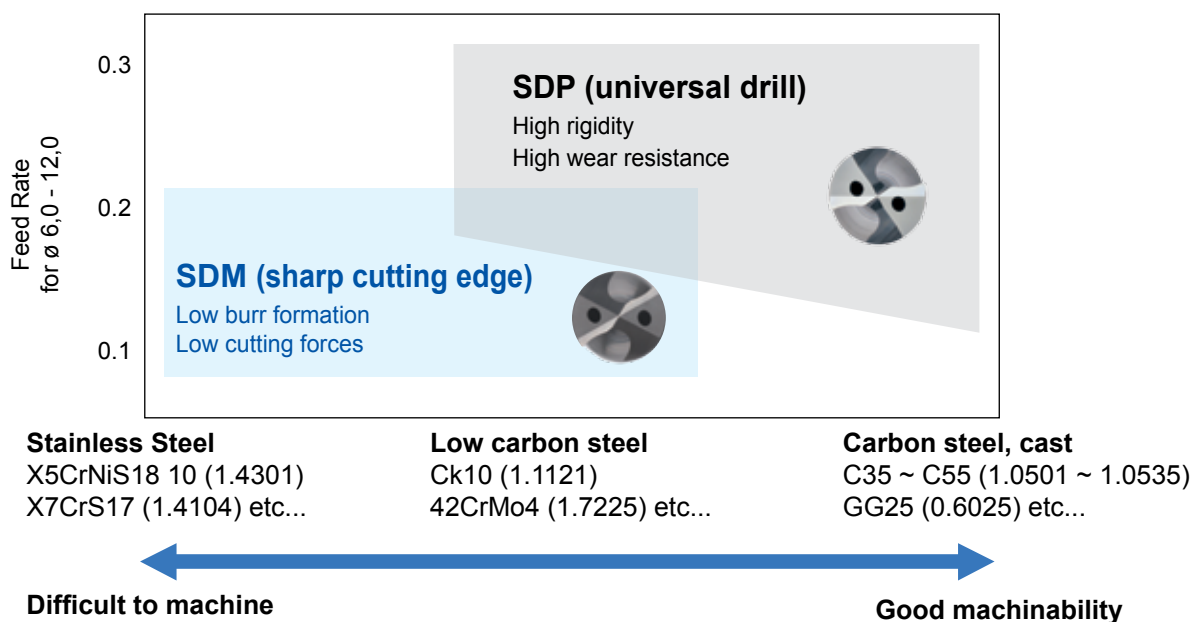 0.3
0.2
0.1
Feed Rate
for ø 6,0 - 12,0
SDP (universal drill)
High rigidity
High wear resistance
SDM (sharp cutting edge)
Low burr formation
Low cutting forces
Stainless Steel
X5CrNiS18 10 (1.4301)
X7CrS17 (1.4104) etc...
Low carbon steel
Ck10 (1.1121)
42CrMo4 (1.7225) etc...
Carbon steel, cast
C35 ~ C55 (1.0501 ~ 1.0535)
GG25 (0.6025) etc...
Difficult to machine
Good machinability